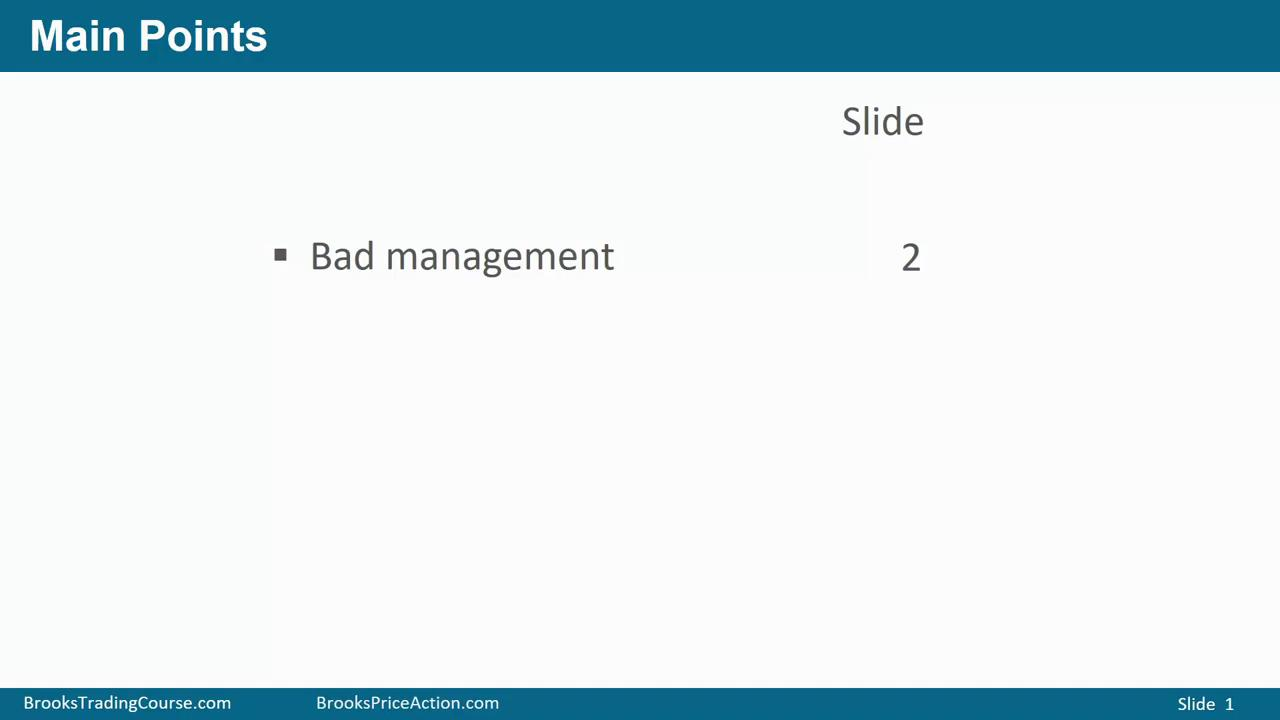 Main Points
Slide
▪ Bad management 2
BrooksTradingCourse.com BrooksPriceAction.com Slide 1